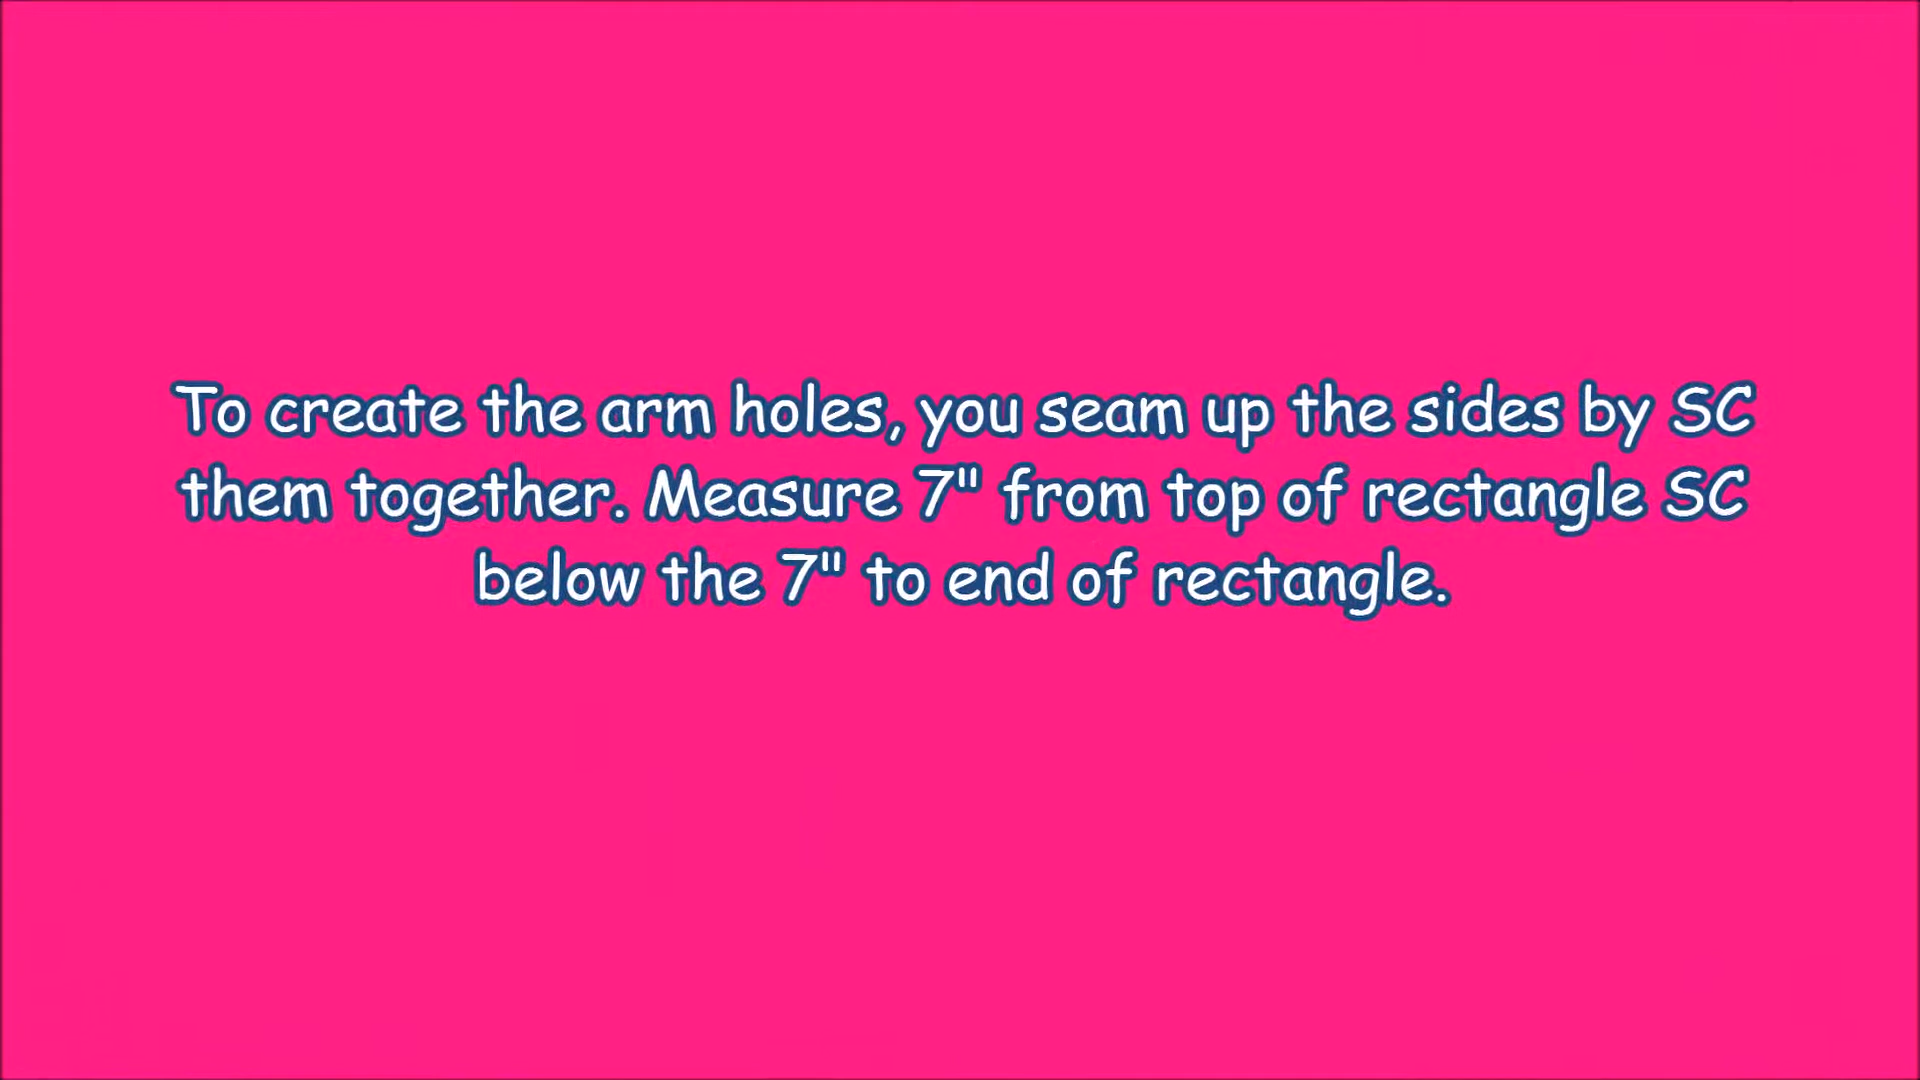 To create the arm holes, you seam up the sides by SC
them together. Measure 7" from top of rectangle SC
below the 7" to end of rectangle.